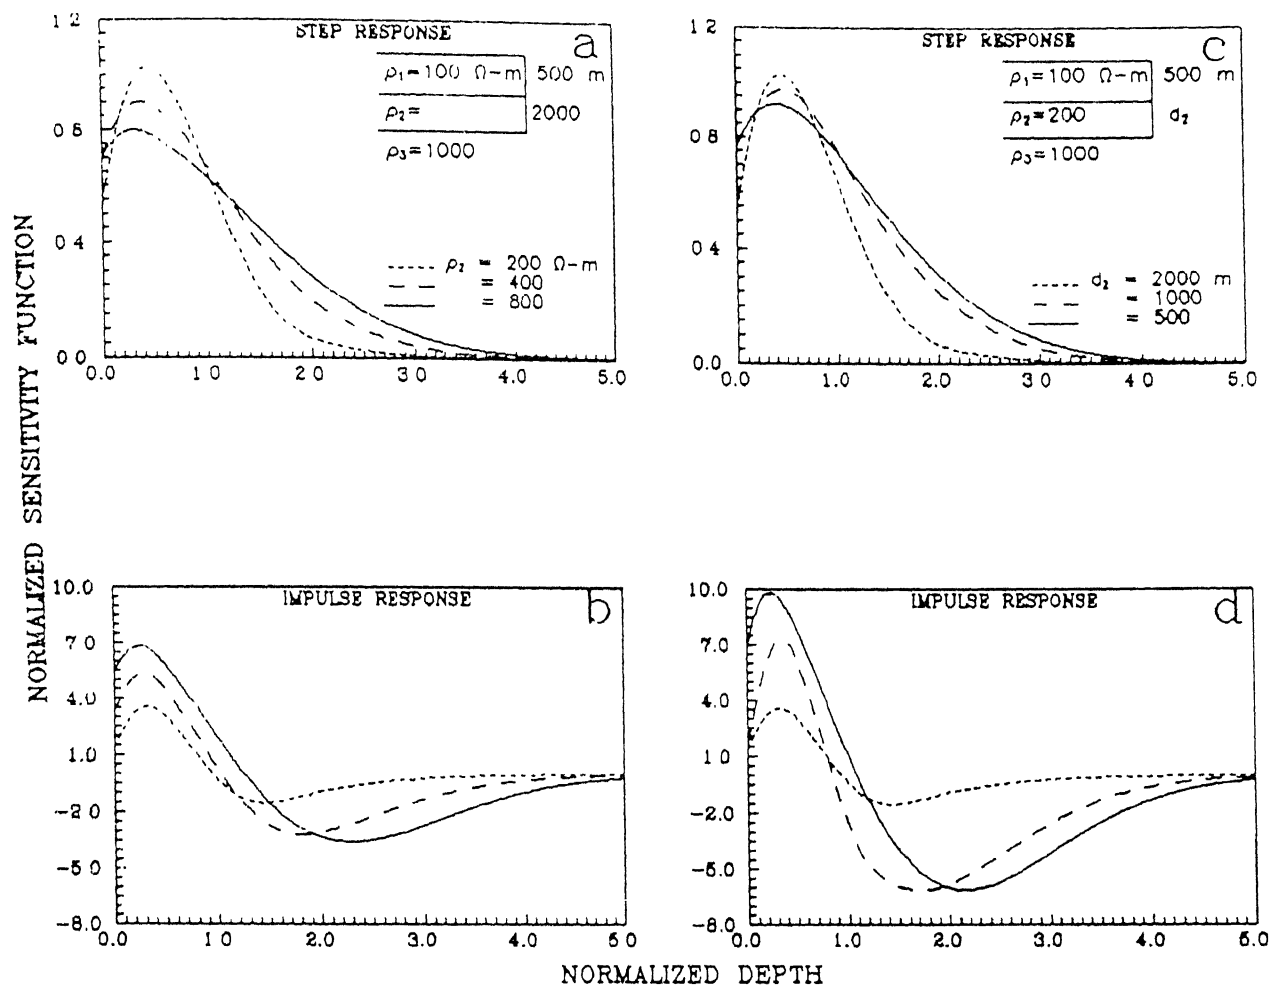 NORMALIZED SENSITIVITY FUNCTION
STEP RESPONSE
a
ρ1=100 Ω-m 500 m
ρ2= 2000
ρ3=1000
ρ2 = 200 Ω-m
= 400
= 800
1 2
0 8
0 4
0 0
0.0 1 0 2 0 3.0 4.0 5.0
STEP RESPONSE
c
ρ1=100 Ω-m 500 m
ρ2=200 d2
ρ3=1000
d2 = 2000 m
= 1000
= 500
1.2
0.8
0 4
0.0
0.0 1.0 2.0 3.0 4 0 5.0
IMPULSE RESPONSE
b
10.0
7 0
4.0
1.0
-2.0
-5 0
-8.0
0.0 1 0 2.0 3.0 4.0 5 0
IMPULSE RESPONSE
d
10.0
7.0
4.0
1 0
-2.0
-5.0
-8.0
0.0 1.0 2.0 3.0 4.0 5.0
NORMALIZED DEPTH